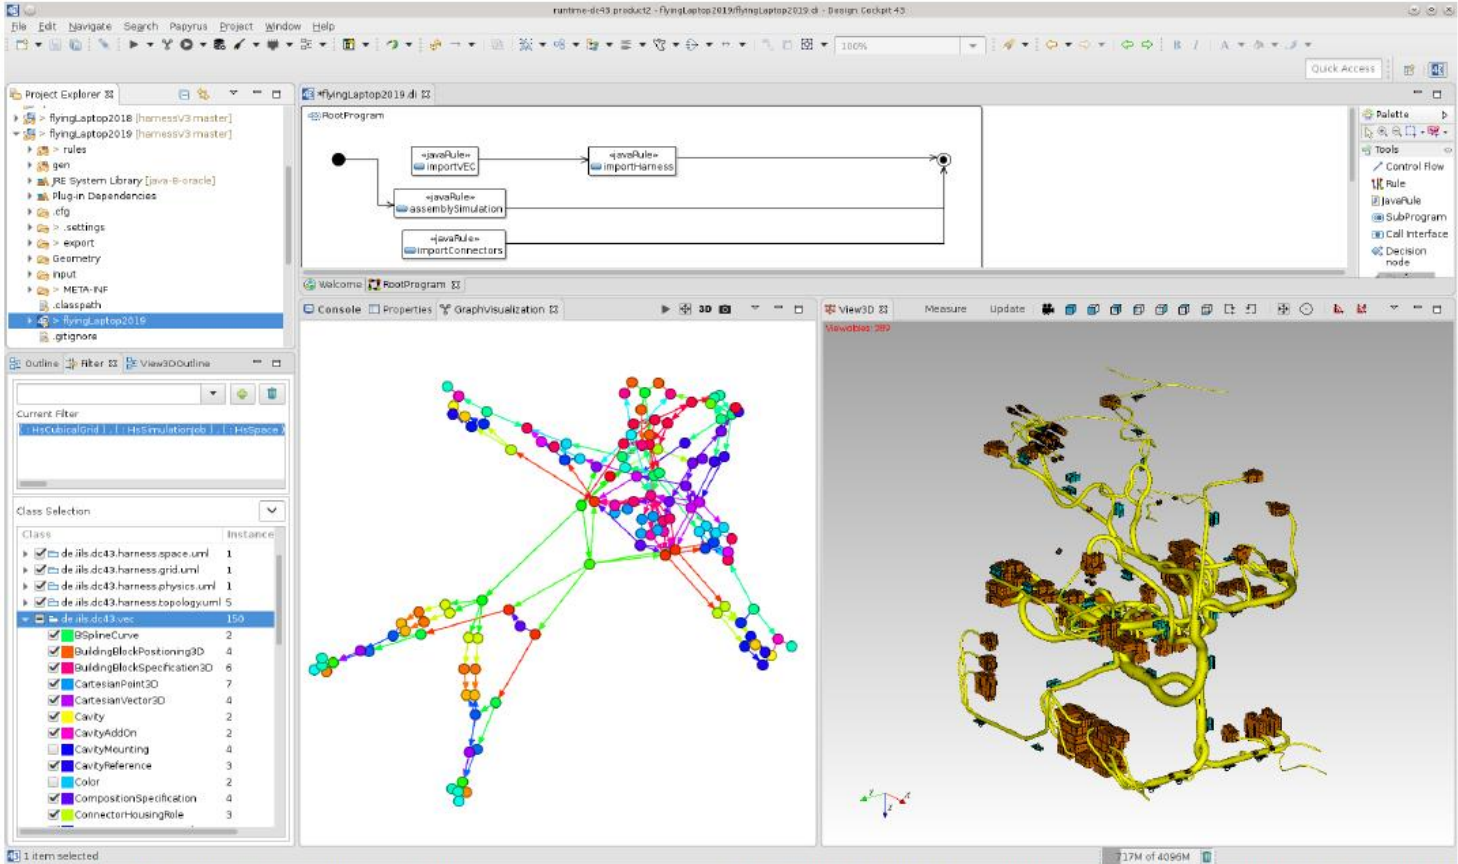 runtime-dc43.product2 - flyingLaptop2019/flyingLaptop2019.di - Design Cockpit 43
File Edit Navigate Search Papyrus Project Window Help
100%
Quick Access
Project Explorer
> flyingLaptop2018 [harnessV3 master]
> flyingLaptop2019 [harnessV3 master]
> rules
gen
JRE System Library [java-8-oracle]
Plug-in Dependencies
.cfg
> .settings
> export
Geometry
input
> META-INF
.classpath
> flyingLaptop2019
.gitignore
*flyingLaptop2019.di
RootProgram
«javaRule»
importVEC
«javaRule»
importHarness
«javaRule»
assemblySimulation
«javaRule»
importConnectors
Palette
Tools
Control Flow
Rule
JavaRule
SubProgram
Call Interface
Decision
node
Welcome RootProgram
Outline Filter View3DOutline
Current Filter
{ :HsCubicalGrid } , { :HsSimulationJob } , { :HsSpace }
Class Selection
Class Instance
de.iils.dc43.harness.space.uml 1
de.iils.dc43.harness.grid.uml 1
de.iils.dc43.harness.physics.uml 1
de.iils.dc43.harness.topology.uml 5
de.iils.dc43.vec 150
BSplineCurve 2
BuildingBlockPositioning3D 4
BuildingBlockSpecification3D 6
CartesianPoint3D 7
CartesianVector3D 4
Cavity 2
CavityAddOn 2
CavityMounting 4
CavityReference 3
Color 2
CompositionSpecification 4
ConnectorHousingRole 3
Console Properties GraphVisualization
3D
View3D Measure Update
Viewables: 389
1 item selected
717M of 4096M